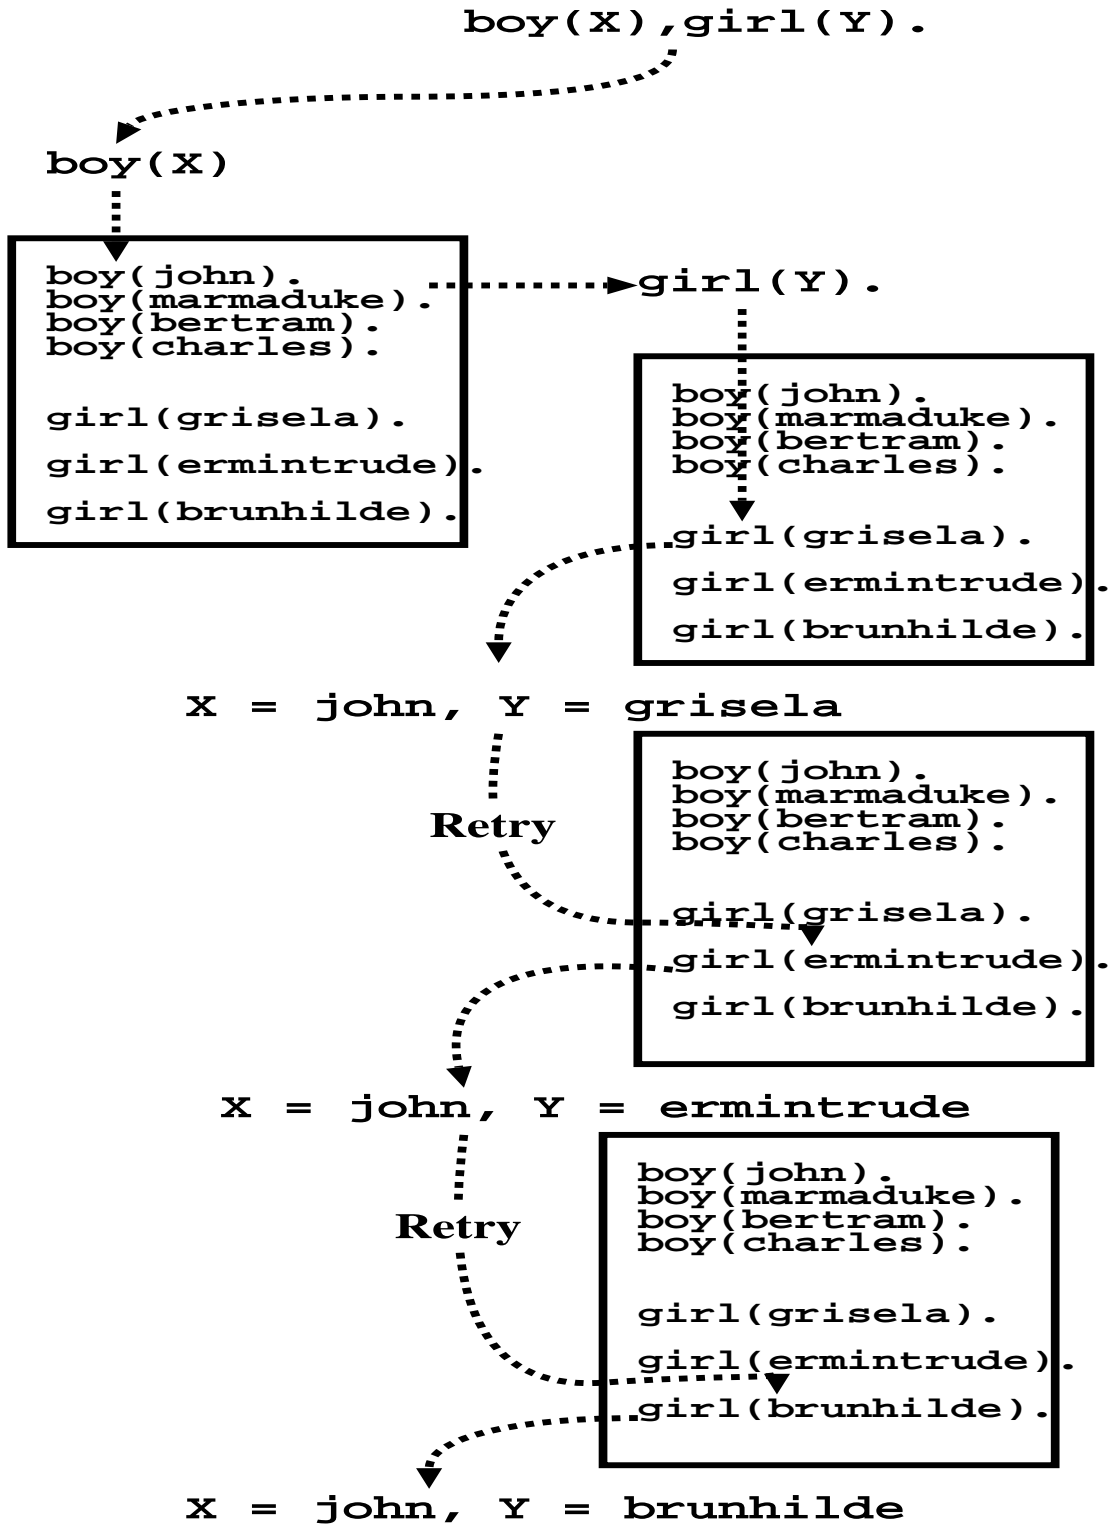 boy(X),girl(Y).
boy(X)
boy(john).
boy(marmaduke).
boy(bertram).
boy(charles).
girl(grisela).
girl(ermintrude).
girl(brunhilde).
girl(Y).
boy(john).
boy(marmaduke).
boy(bertram).
boy(charles).
girl(grisela).
girl(ermintrude).
girl(brunhilde).
X = john, Y = grisela
Retry
boy(john).
boy(marmaduke).
boy(bertram).
boy(charles).
girl(grisela).
girl(ermintrude).
girl(brunhilde).
X = john, Y = ermintrude
Retry
boy(john).
boy(marmaduke).
boy(bertram).
boy(charles).
girl(grisela).
girl(ermintrude).
girl(brunhilde).
X = john, Y = brunhilde